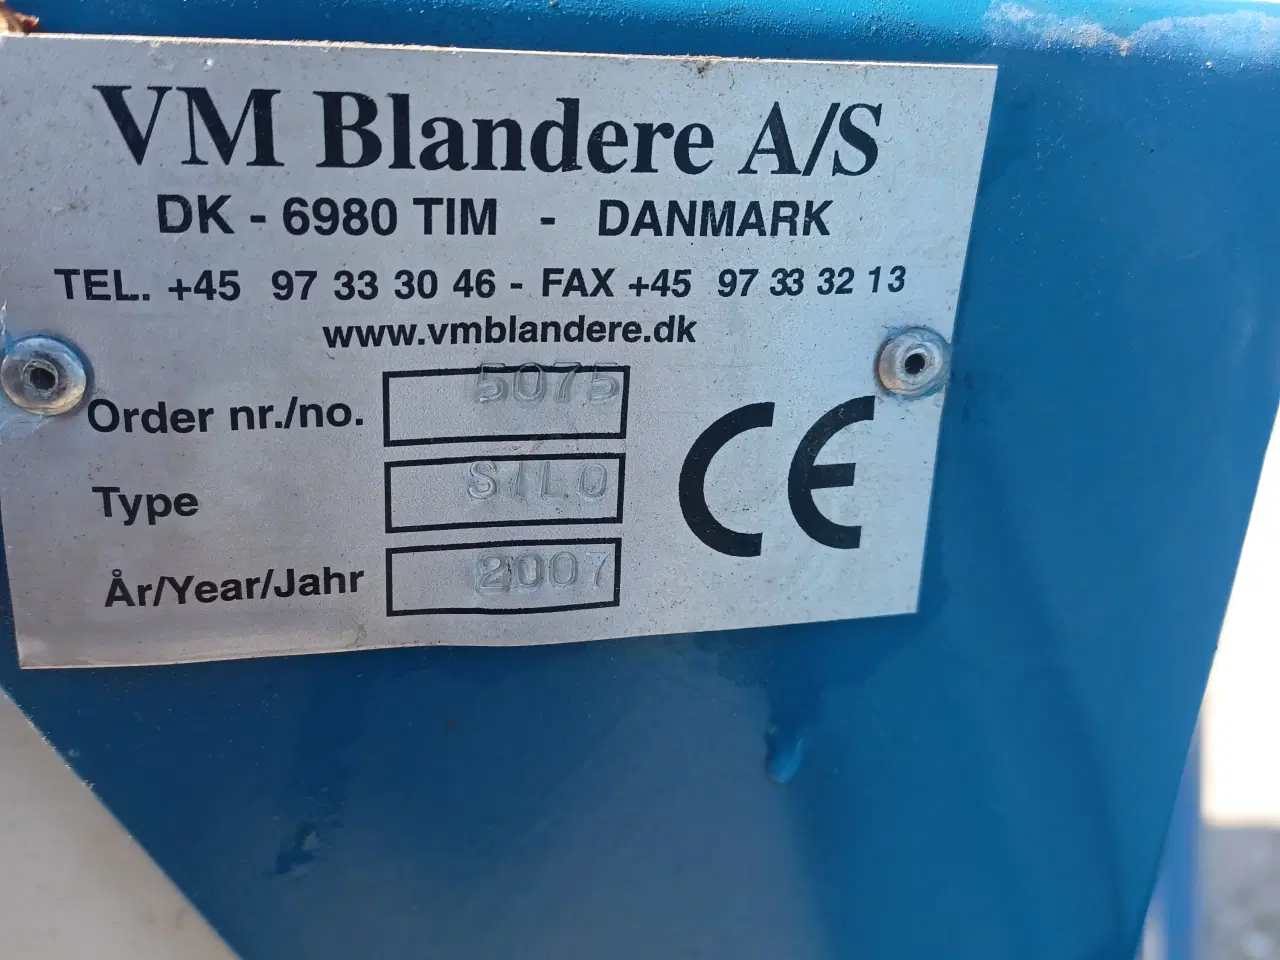 VM Blandere A/S
DK - 6980 TIM - DANMARK
TEL. +45 97 33 30 46 - FAX +45 97 33 32 13
www.vmblandere.dk
Order nr./no. 5075
Type SILO
År/Year/Jahr 2007
CE